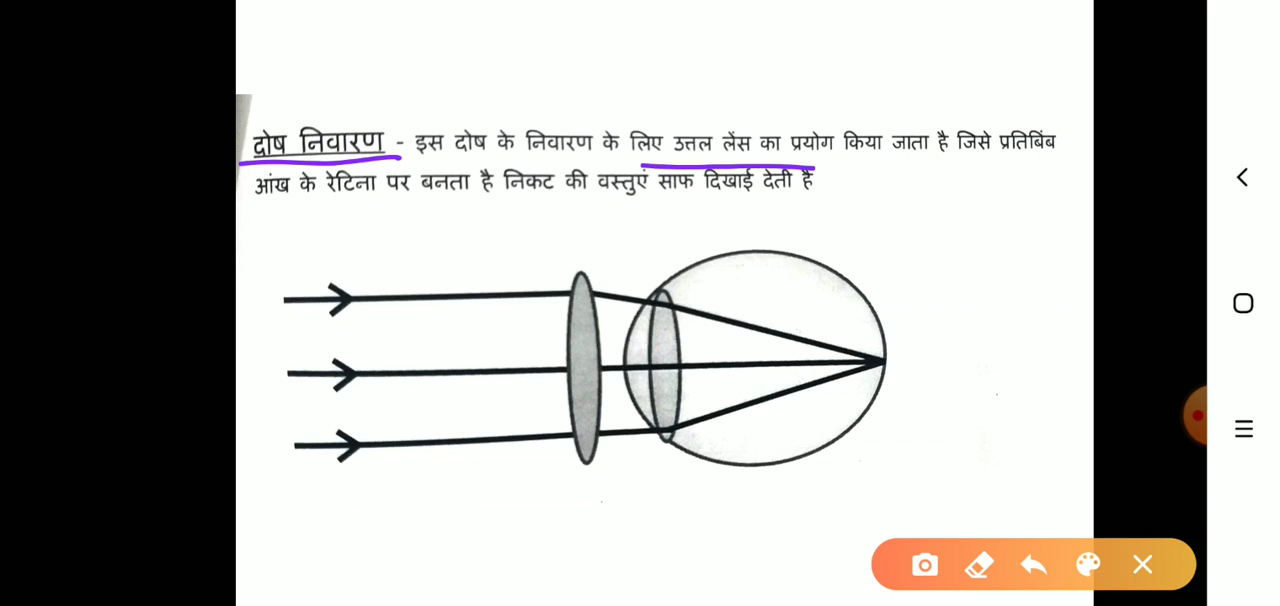 दोष निवारण - इस दोष के निवारण के लिए उत्तल लेंस का प्रयोग किया जाता है जिसे प्रतिबिंब
आंख के रेटिना पर बनता है निकट की वस्तुएं साफ दिखाई देती है